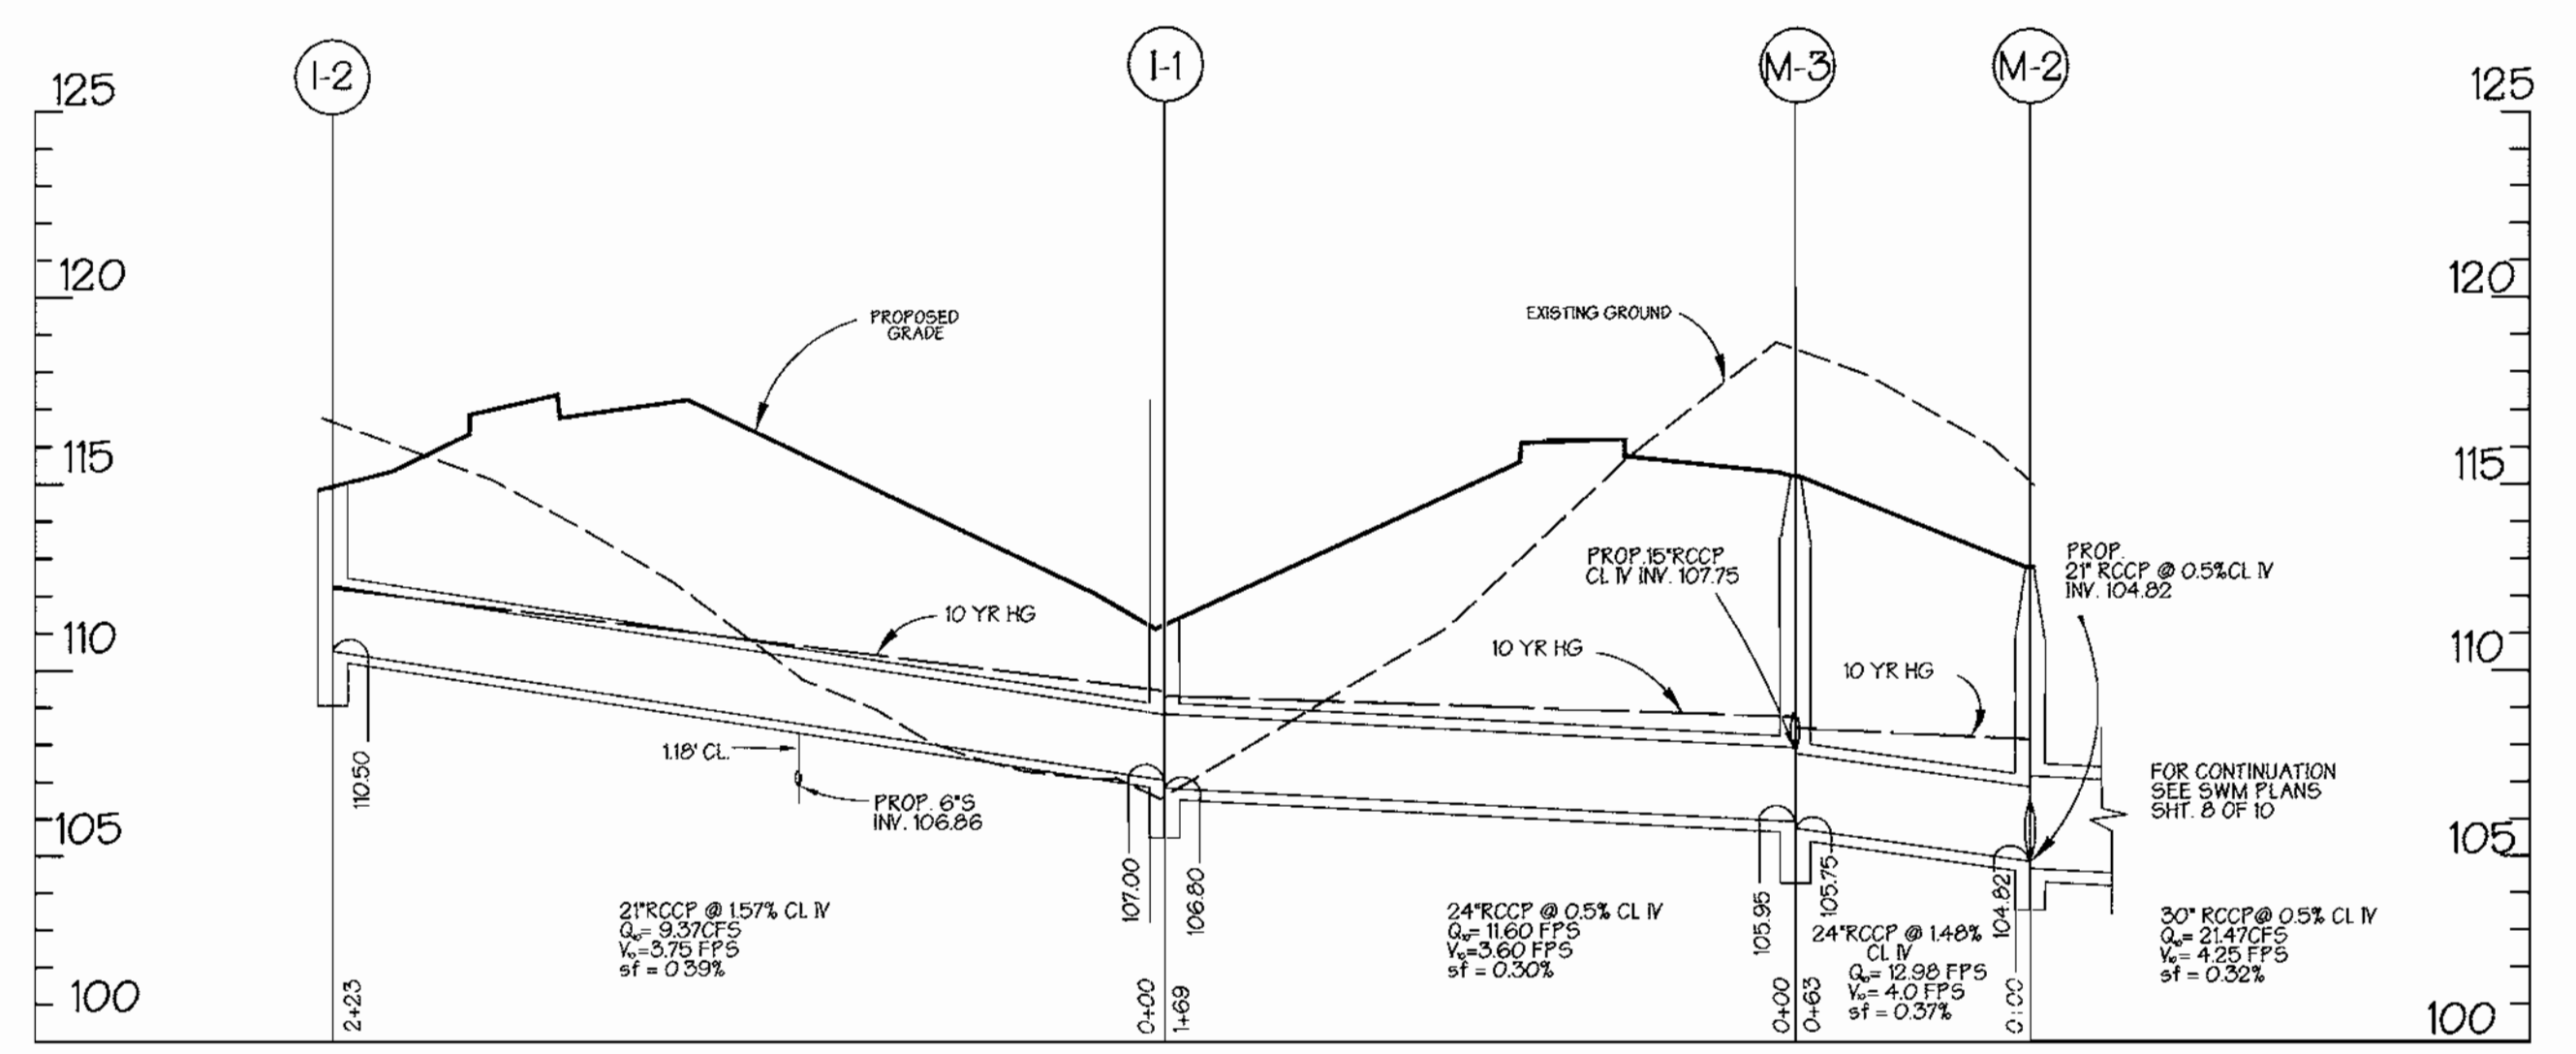 I-2
I-1
M-3
M-2
125
125
120
120
115
115
110
110
105
105
100
100
PROPOSED
GRADE
EXISTING GROUND
PROP. 15"RCCP
CL IV INV. 107.75
PROP.
21" RCCP @ 0.5%CL IV
INV. 104.82
10 YR HG
10 YR HG
10 YR HG
1.18' CL.
PROP. 6"S
INV. 106.86
FOR CONTINUATION
SEE SWM PLANS
SHT. 8 OF 10
110.50
107.00
106.80
105.95
105.75
104.82
21"RCCP @ 1.57% CL IV
Q10= 9.37CFS
V10=3.75 FPS
sf = 0.39%
24"RCCP @ 0.5% CL IV
Q10= 11.60 FPS
V10=3.60 FPS
sf = 0.30%
24"RCCP @ 1.48%
CL IV
Q10= 12.98 FPS
V10= 4.0 FPS
sf = 0.37%
30" RCCP@ 0.5% CL IV
Q10= 21.47CFS
V10= 4.25 FPS
sf = 0.32%
2+23
0+00
1+69
0+00
0+63
0+00